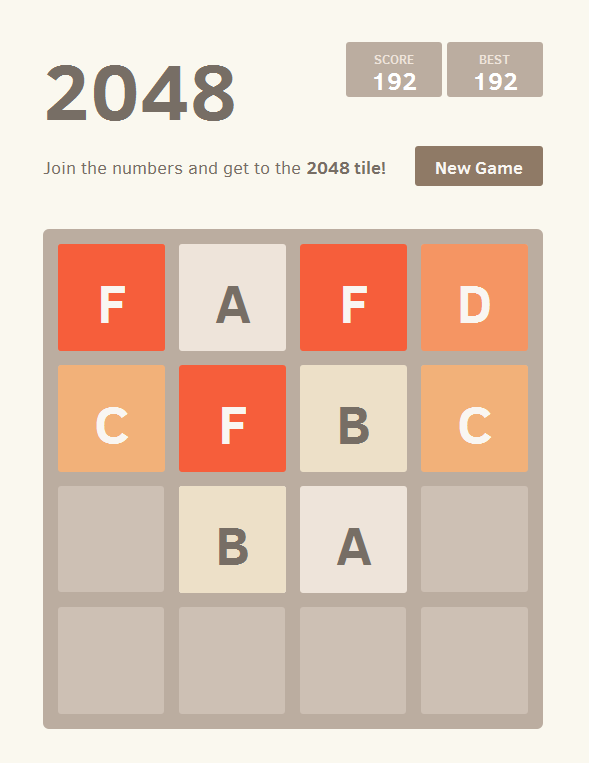 2048
SCORE
192
BEST
192
Join the numbers and get to the 2048 tile!
New Game
F A F D
C F B C
B A